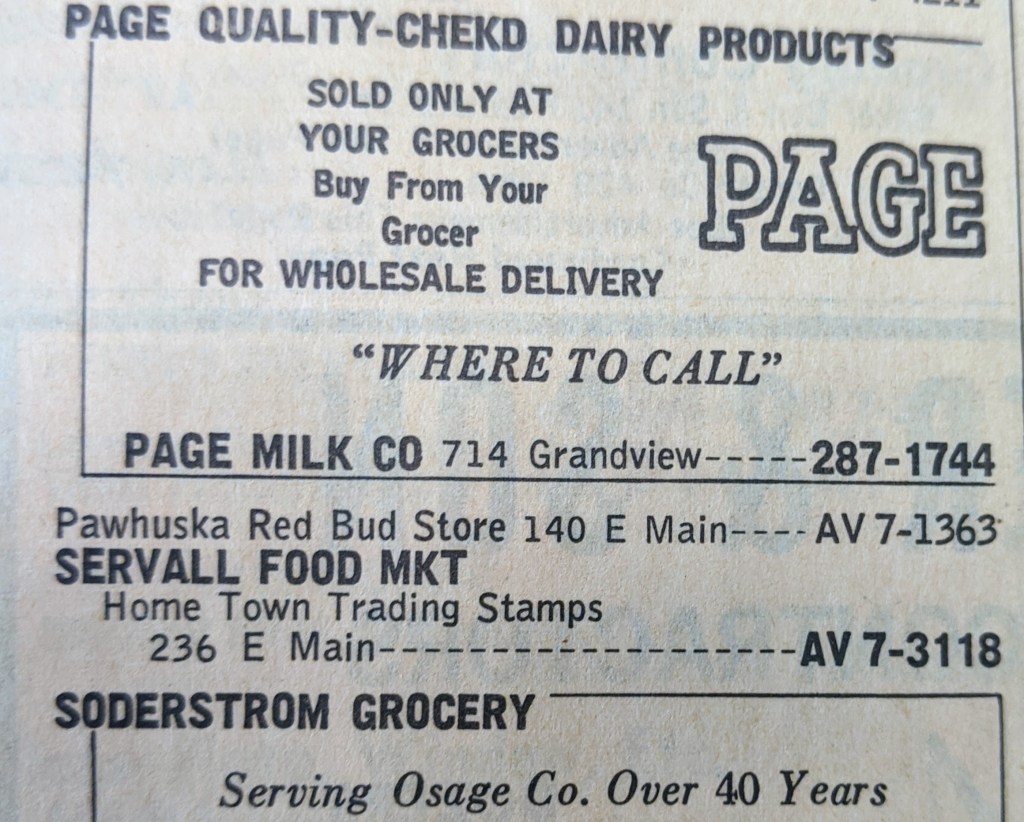 PAGE QUALITY-CHEKD DAIRY PRODUCTS
SOLD ONLY AT
YOUR GROCERS
Buy From Your
Grocer
PAGE
FOR WHOLESALE DELIVERY
“WHERE TO CALL”
PAGE MILK CO 714 Grandview-----287-1744
Pawhuska Red Bud Store 140 E Main----AV 7-1363
SERVALL FOOD MKT
Home Town Trading Stamps
236 E Main--------------------AV 7-3118
SODERSTROM GROCERY
Serving Osage Co. Over 40 Years